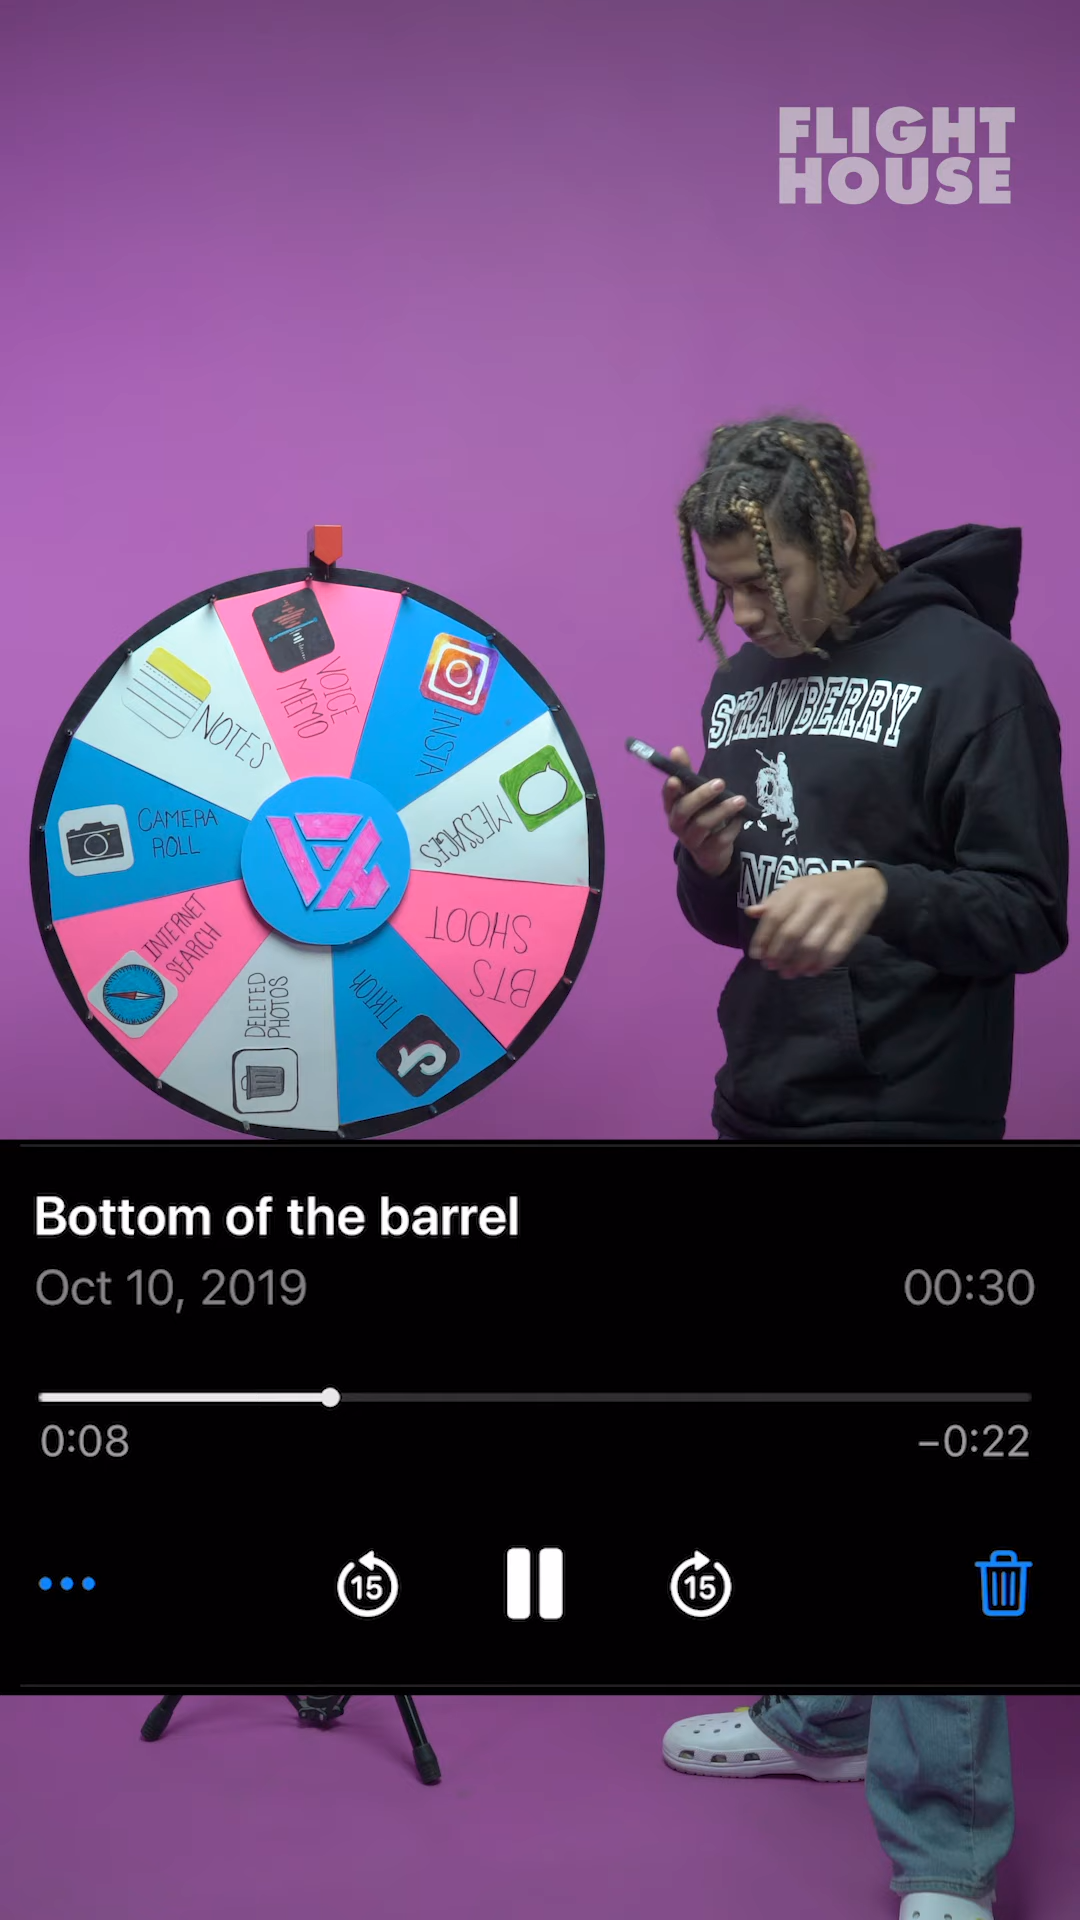 FLIGHT
HOUSE
VOICE
MEMO
INSTA
NOTES
MESSAGES
CAMERA
ROLL
BTS
SHOOT
INTERNET
SEARCH
DELETED
PHOTOS
TIKTOK
STRAWBERRY
Bottom of the barrel
Oct 10, 2019
00:30
0:08
–0:22
15
15